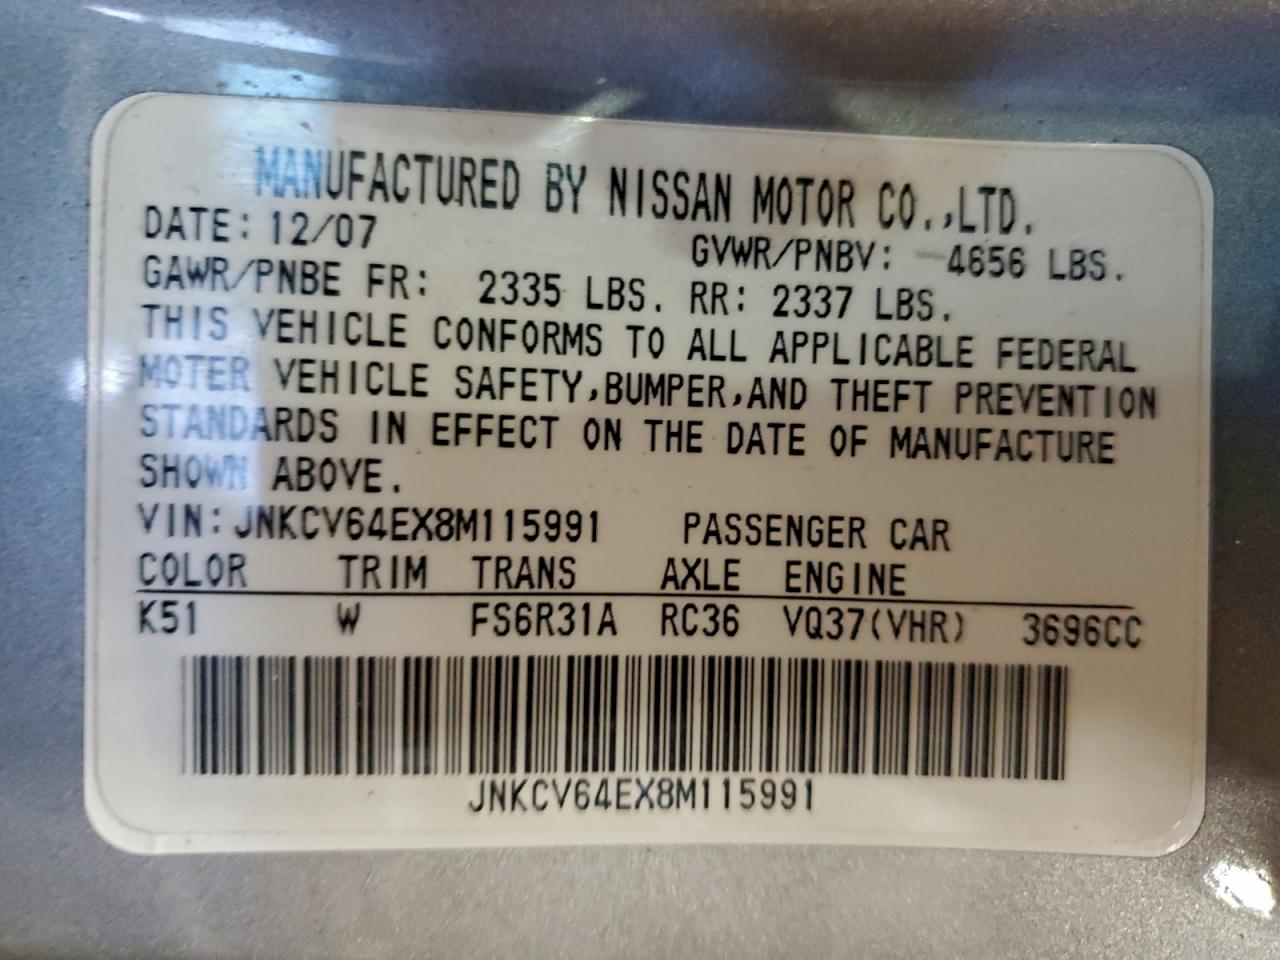 MANUFACTURED BY NISSAN MOTOR CO.,LTD.
DATE: 12/07 GVWR/PNBV: 4656 LBS.
GAWR/PNBE FR: 2335 LBS. RR: 2337 LBS.
THIS VEHICLE CONFORMS TO ALL APPLICABLE FEDERAL
MOTER VEHICLE SAFETY,BUMPER,AND THEFT PREVENTION
STANDARDS IN EFFECT ON THE DATE OF MANUFACTURE
SHOWN ABOVE.
VIN: JNKCV64EX8M115991 PASSENGER CAR
COLOR TRIM TRANS AXLE ENGINE
K51 W FS6R31A RC36 VQ37(VHR) 3696CC
JNKCV64EX8M115991